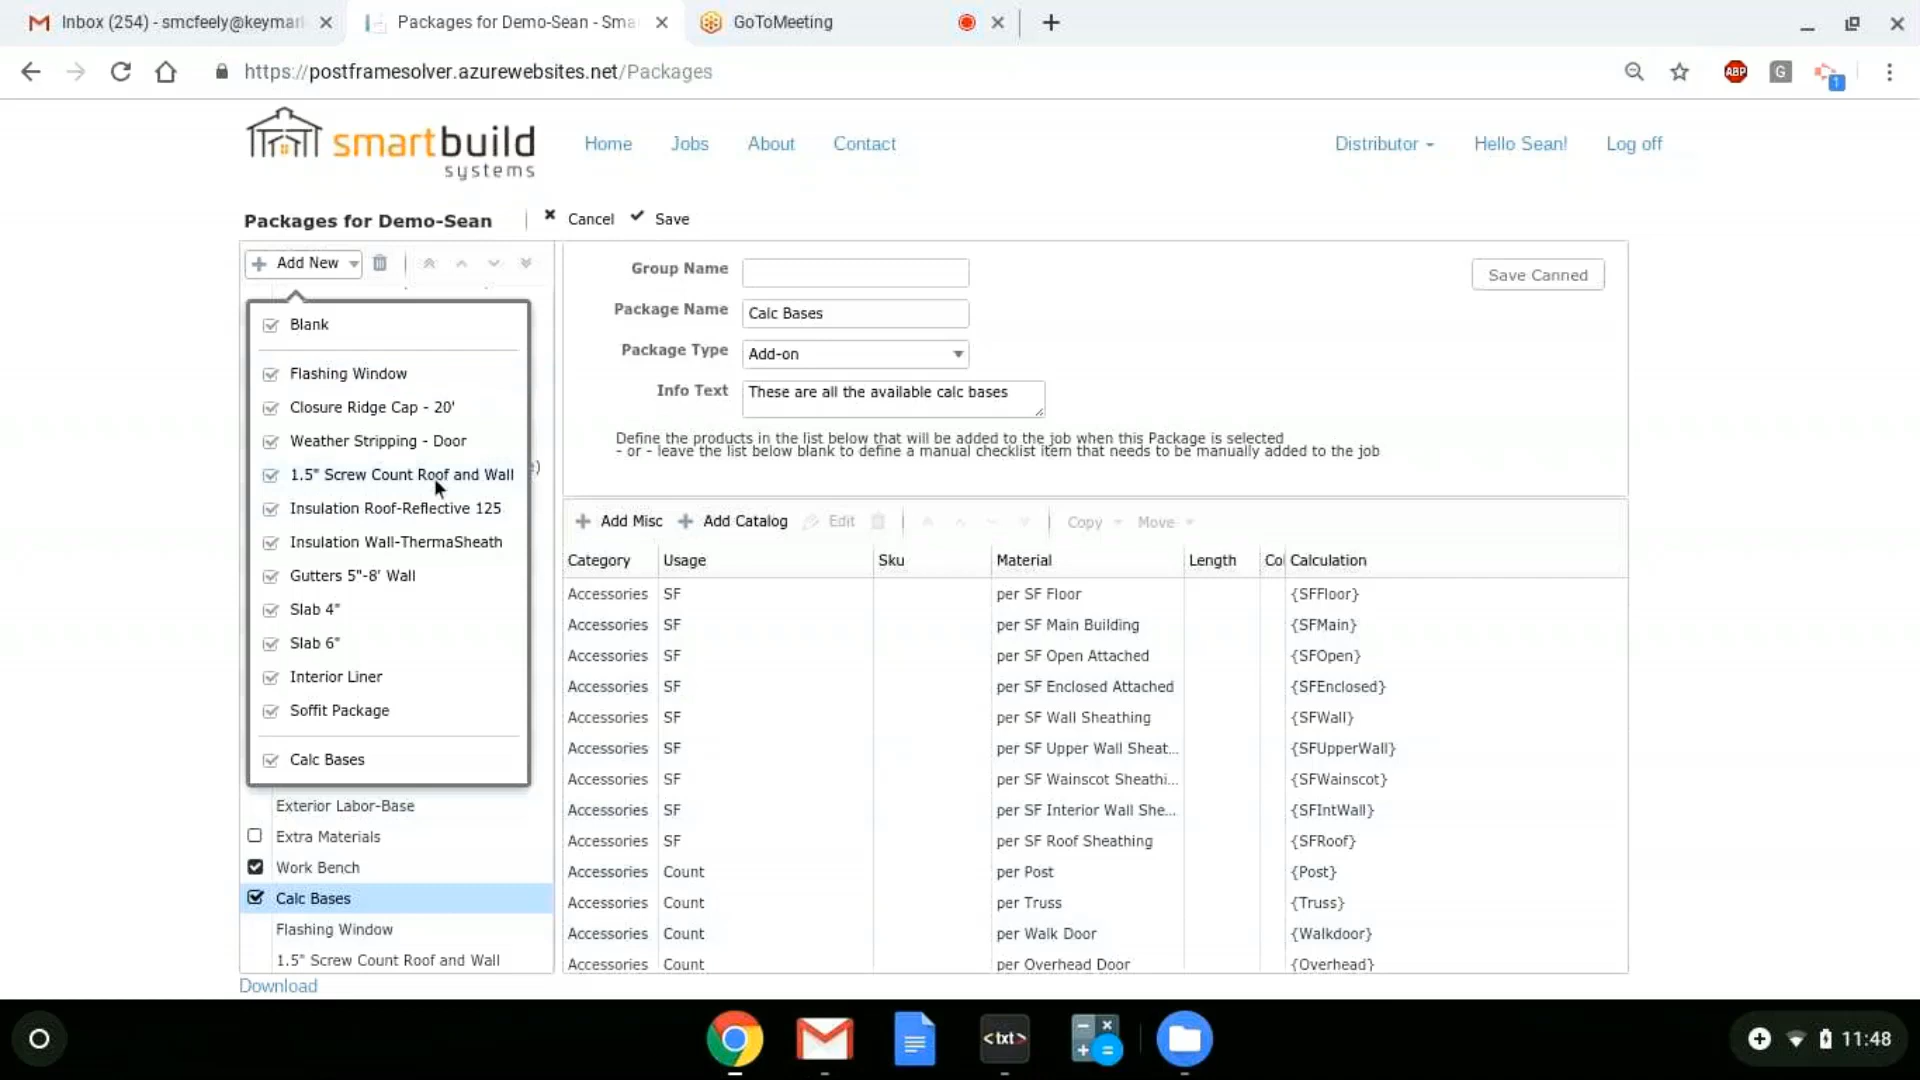 Inbox (254) - smcfeely@keymar
Packages for Demo-Sean - Sma
GoToMeeting
https://postframesolver.azurewebsites.net/Packages
ABP
G
1
smartbuild
systems
Home
Jobs
About
Contact
Distributor
Hello Sean!
Log off
Packages for Demo-Sean
Cancel
Save
Add New
Blank
Flashing Window
Closure Ridge Cap - 20'
Weather Stripping - Door
1.5" Screw Count Roof and Wall
Insulation Roof-Reflective 125
Insulation Wall-ThermaSheath
Gutters 5"-8' Wall
Slab 4"
Slab 6"
Interior Liner
Soffit Package
Calc Bases
Exterior Labor-Base
Extra Materials
Work Bench
Calc Bases
Flashing Window
1.5" Screw Count Roof and Wall
Download
Group Name
Save Canned
Package Name Calc Bases
Package Type Add-on
Info Text These are all the available calc bases
Define the products in the list below that will be added to the job when this Package is selected
- or - leave the list below blank to define a manual checklist item that needs to be manually added to the job
Add Misc
Add Catalog
Edit
Copy
Move
Category Usage Sku Material Length Co Calculation
Accessories SF per SF Floor {SFFloor}
Accessories SF per SF Main Building {SFMain}
Accessories SF per SF Open Attached {SFOpen}
Accessories SF per SF Enclosed Attached {SFEnclosed}
Accessories SF per SF Wall Sheathing {SFWall}
Accessories SF per SF Upper Wall Sheat... {SFUpperWall}
Accessories SF per SF Wainscot Sheathi... {SFWainscot}
Accessories SF per SF Interior Wall She... {SFIntWall}
Accessories SF per SF Roof Sheathing {SFRoof}
Accessories Count per Post {Post}
Accessories Count per Truss {Truss}
Accessories Count per Walk Door {Walkdoor}
Accessories Count per Overhead Door {Overhead}
<txt>
11:48